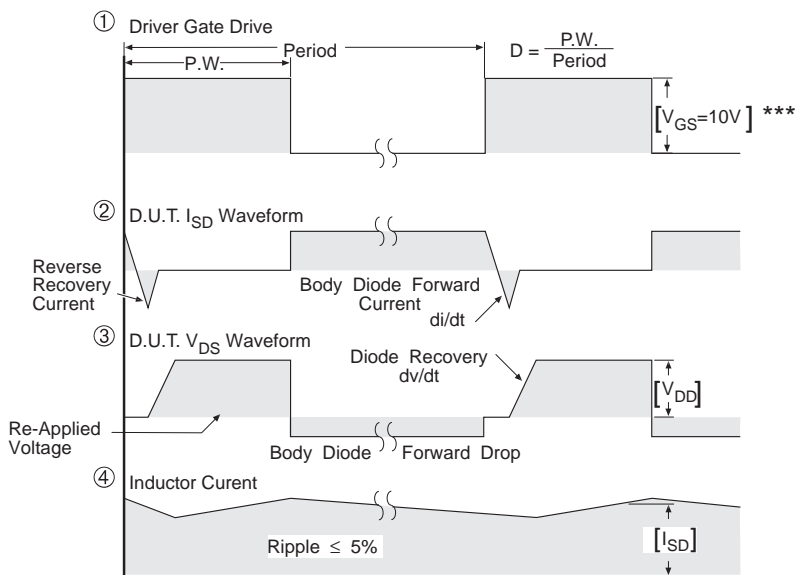 ① Driver Gate Drive
Period
P.W.
D = P.W. / Period
[VGS=10V] ***
② D.U.T. ISD Waveform
Reverse
Recovery
Current
Body Diode Forward
Current
di/dt
③ D.U.T. VDS Waveform
Diode Recovery
dv/dt
[VDD]
Re-Applied
Voltage
Body Diode Forward Drop
④ Inductor Curent
Ripple ≤ 5%
[ISD]